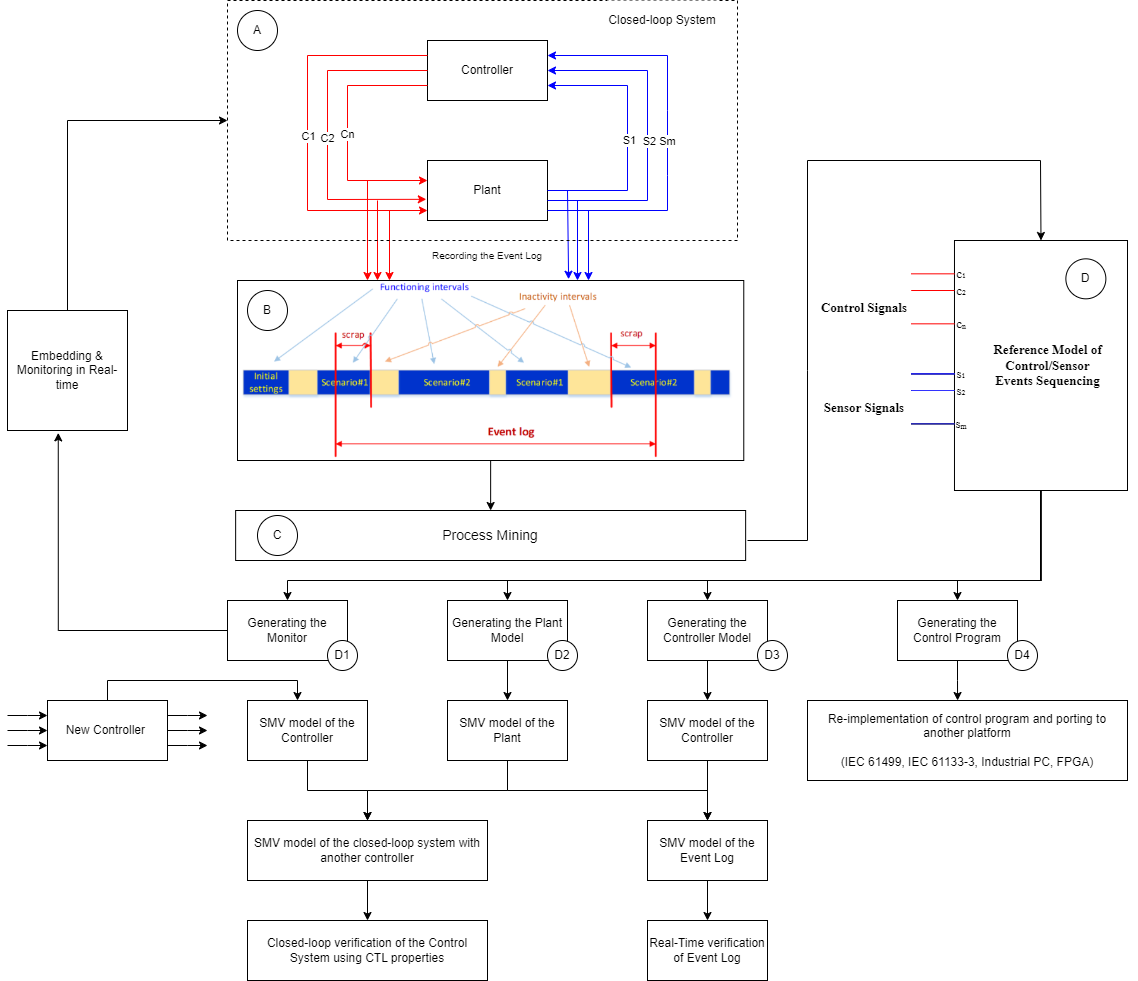 A
Closed-loop System
Controller
C1
C2
Cn
S1
S2
Sm
Plant
Recording the Event Log
B
Functioning intervals
Inactivity intervals
scrap
scrap
Initial
settings
Scenario#1
Scenario#2
Scenario#1
Scenario#2
Event log
Embedding &
Monitoring in Real-
time
C
Process Mining
D
C1
C2
Cn
Control Signals
Reference Model of
Control/Sensor
Events Sequencing
S1
S2
Sm
Sensor Signals
Generating the
Monitor
D1
Generating the Plant
Model
D2
Generating the
Controller Model
D3
Generating the
Control Program
D4
New Controller
SMV model of the
Controller
SMV model of the
Plant
SMV model of the
Controller
Re-implementation of control program and porting to
another platform
(IEC 61499, IEC 61133-3, Industrial PC, FPGA)
SMV model of the closed-loop system with
another controller
SMV model of the
Event Log
Closed-loop verification of the Control
System using CTL properties
Real-Time verification
of Event Log